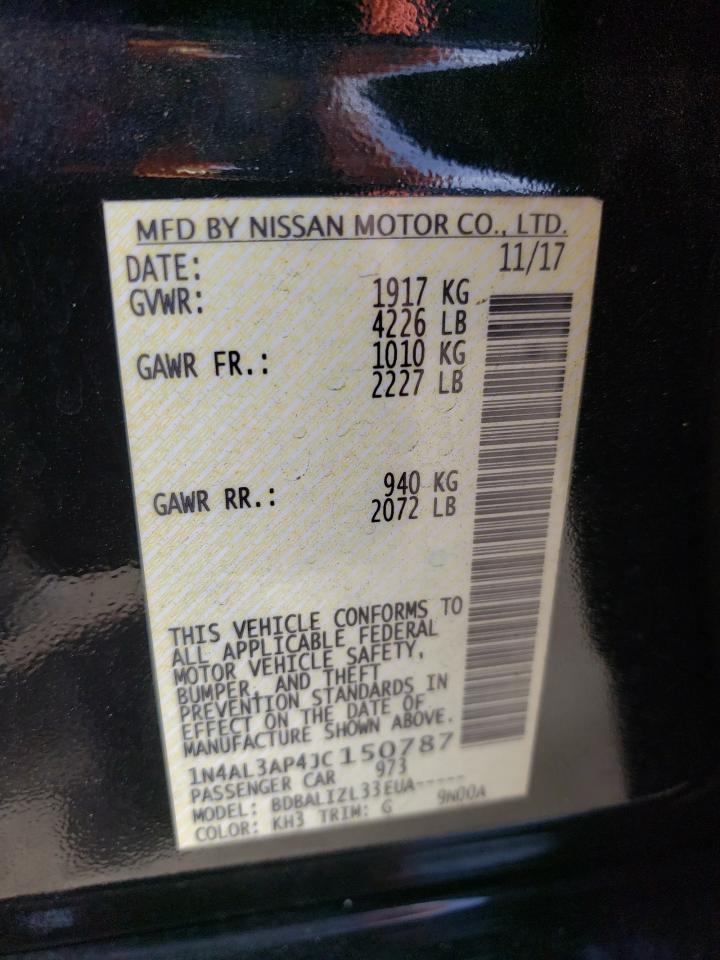 MFD BY NISSAN MOTOR CO., LTD.
DATE: 11/17
GVWR: 1917 KG
4226 LB
GAWR FR.: 1010 KG
2227 LB
GAWR RR.: 940 KG
2072 LB
THIS VEHICLE CONFORMS TO
ALL APPLICABLE FEDERAL
MOTOR VEHICLE SAFETY,
BUMPER, AND THEFT
PREVENTION STANDARDS IN
EFFECT ON THE DATE OF
MANUFACTURE SHOWN ABOVE.
1N4AL3AP4JC150787
PASSENGER CAR 973
MODEL: BDBALIZL33EUA-----
COLOR: KH3 TRIM: G 9N00A